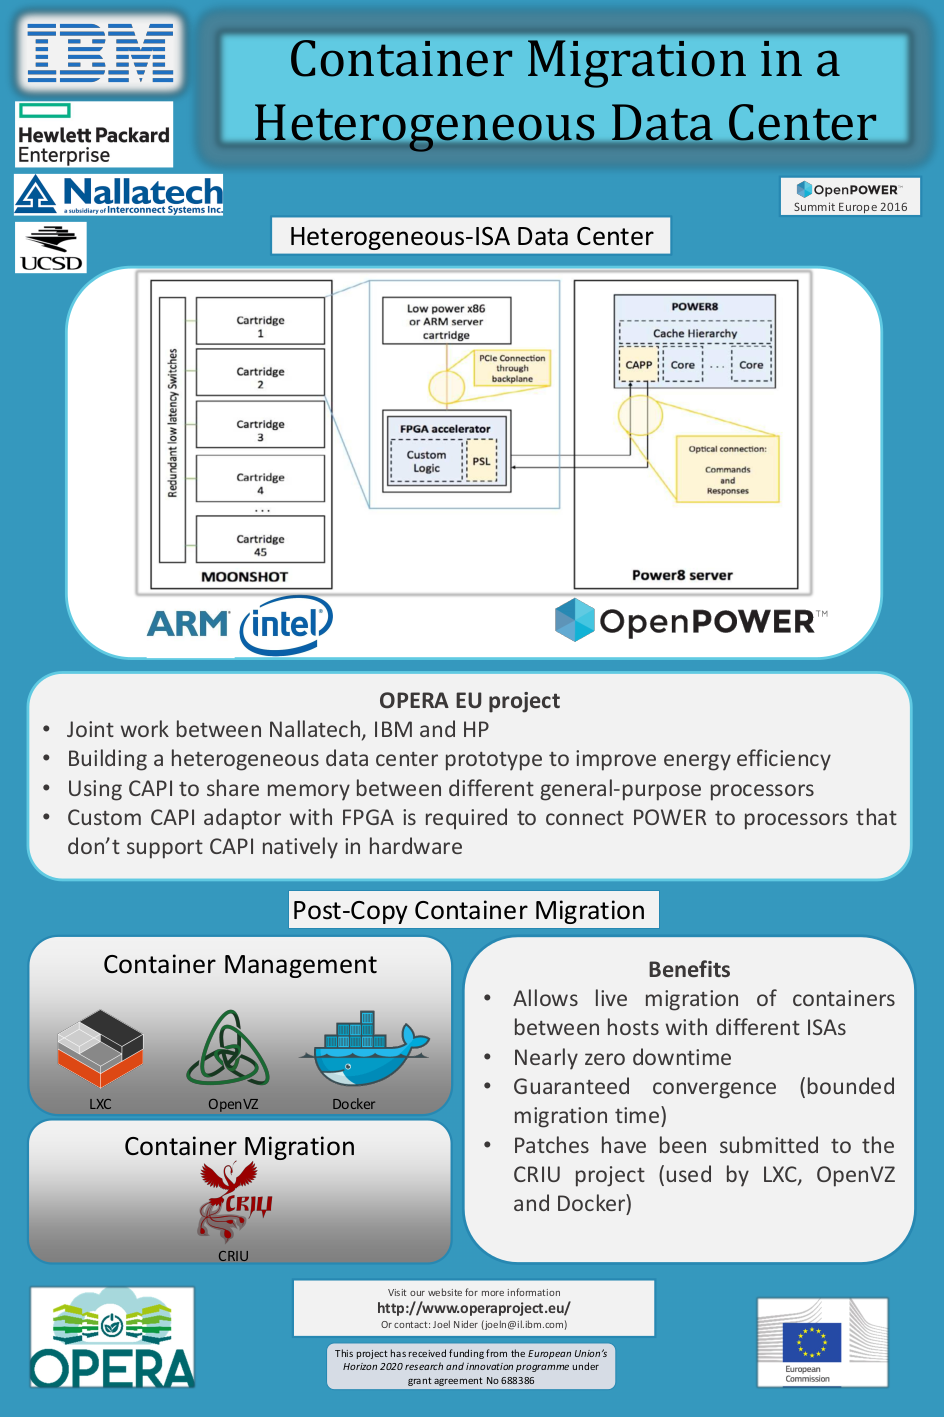 IBM
Container Migration in a
Heterogeneous Data Center
Hewlett Packard
Enterprise
Nallatech
a subsidiary of Interconnect Systems Inc.
OpenPOWER™
Summit Europe 2016
UCSD
Heterogeneous-ISA Data Center
Redundant low latency Switches
Cartridge
1
Cartridge
2
Cartridge
3
Cartridge
4
...
Cartridge
45
MOONSHOT
Low power x86
or ARM server
cartridge
PCIe Connection
through
backplane
FPGA accelerator
Custom
Logic
PSL
POWER8
Cache Hierarchy
CAPP
Core
...
Core
Optical connection:
Commands
and
Responses
Power8 server
ARM
intel
OpenPOWER™
OPERA EU project
• Joint work between Nallatech, IBM and HP
• Building a heterogeneous data center prototype to improve energy efficiency
• Using CAPI to share memory between different general-purpose processors
• Custom CAPI adaptor with FPGA is required to connect POWER to processors that
don’t support CAPI natively in hardware
Post-Copy Container Migration
Container Management
LXC
OpenVZ
Docker
Container Migration
CRIU
CRIU
Benefits
• Allows live migration of containers
between hosts with different ISAs
• Nearly zero downtime
• Guaranteed convergence (bounded
migration time)
• Patches have been submitted to the
CRIU project (used by LXC, OpenVZ
and Docker)
OPERA
Visit our website for more information
http://www.operaproject.eu/
Or contact: Joel Nider (joeln@il.ibm.com)
This project has received funding from the European Union’s
Horizon 2020 research and innovation programme under
grant agreement No 688386
European
Commission